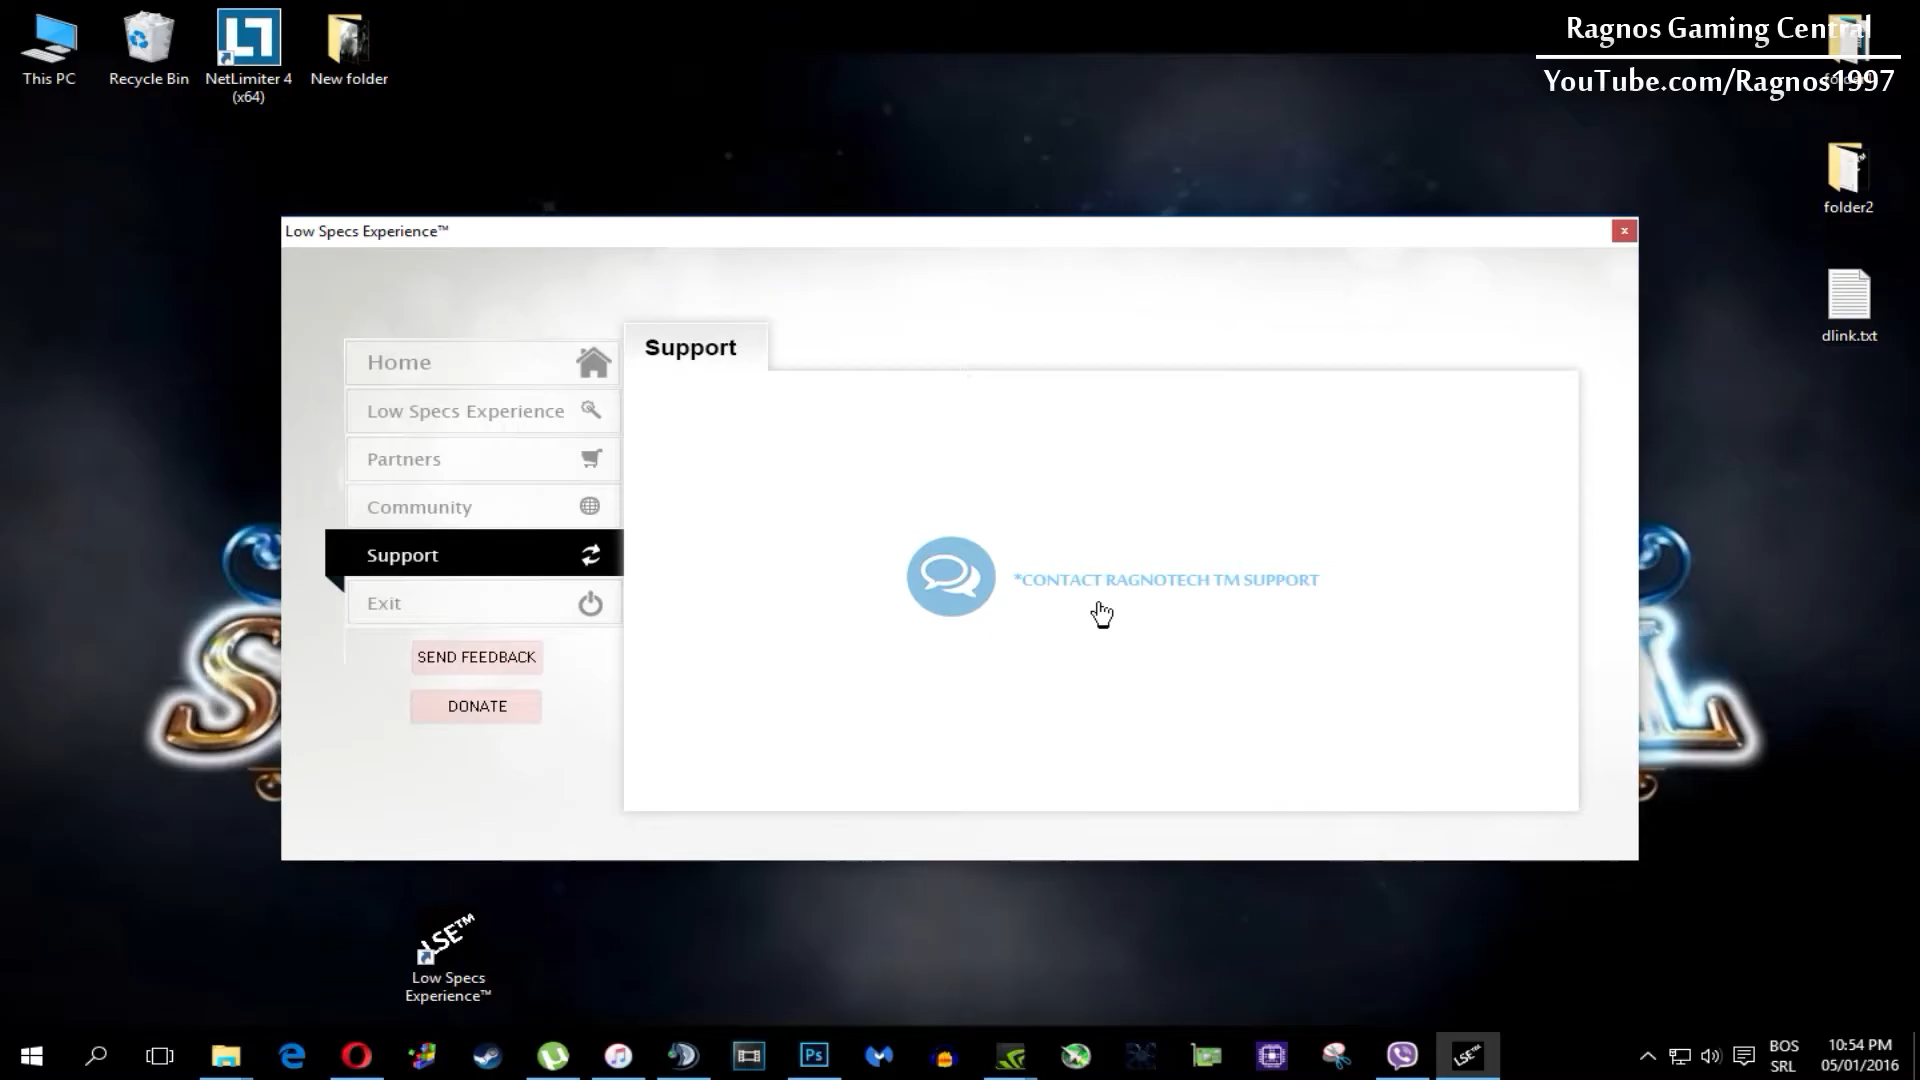 This PC
Recycle Bin
NetLimiter 4
(x64)
New folder
Ragnos Gaming Central
YouTube.com/Ragnos1997
folder2
dlink.txt
Low Specs Experience™
x
Home
Low Specs Experience
Partners
Community
Support
Exit
SEND FEEDBACK
DONATE
Support
*CONTACT RAGNOTECH TM SUPPORT
S
L
LSE™
Low Specs
Experience™
Ps
LSE™
BOS
SRL
10:54 PM
05/01/2016